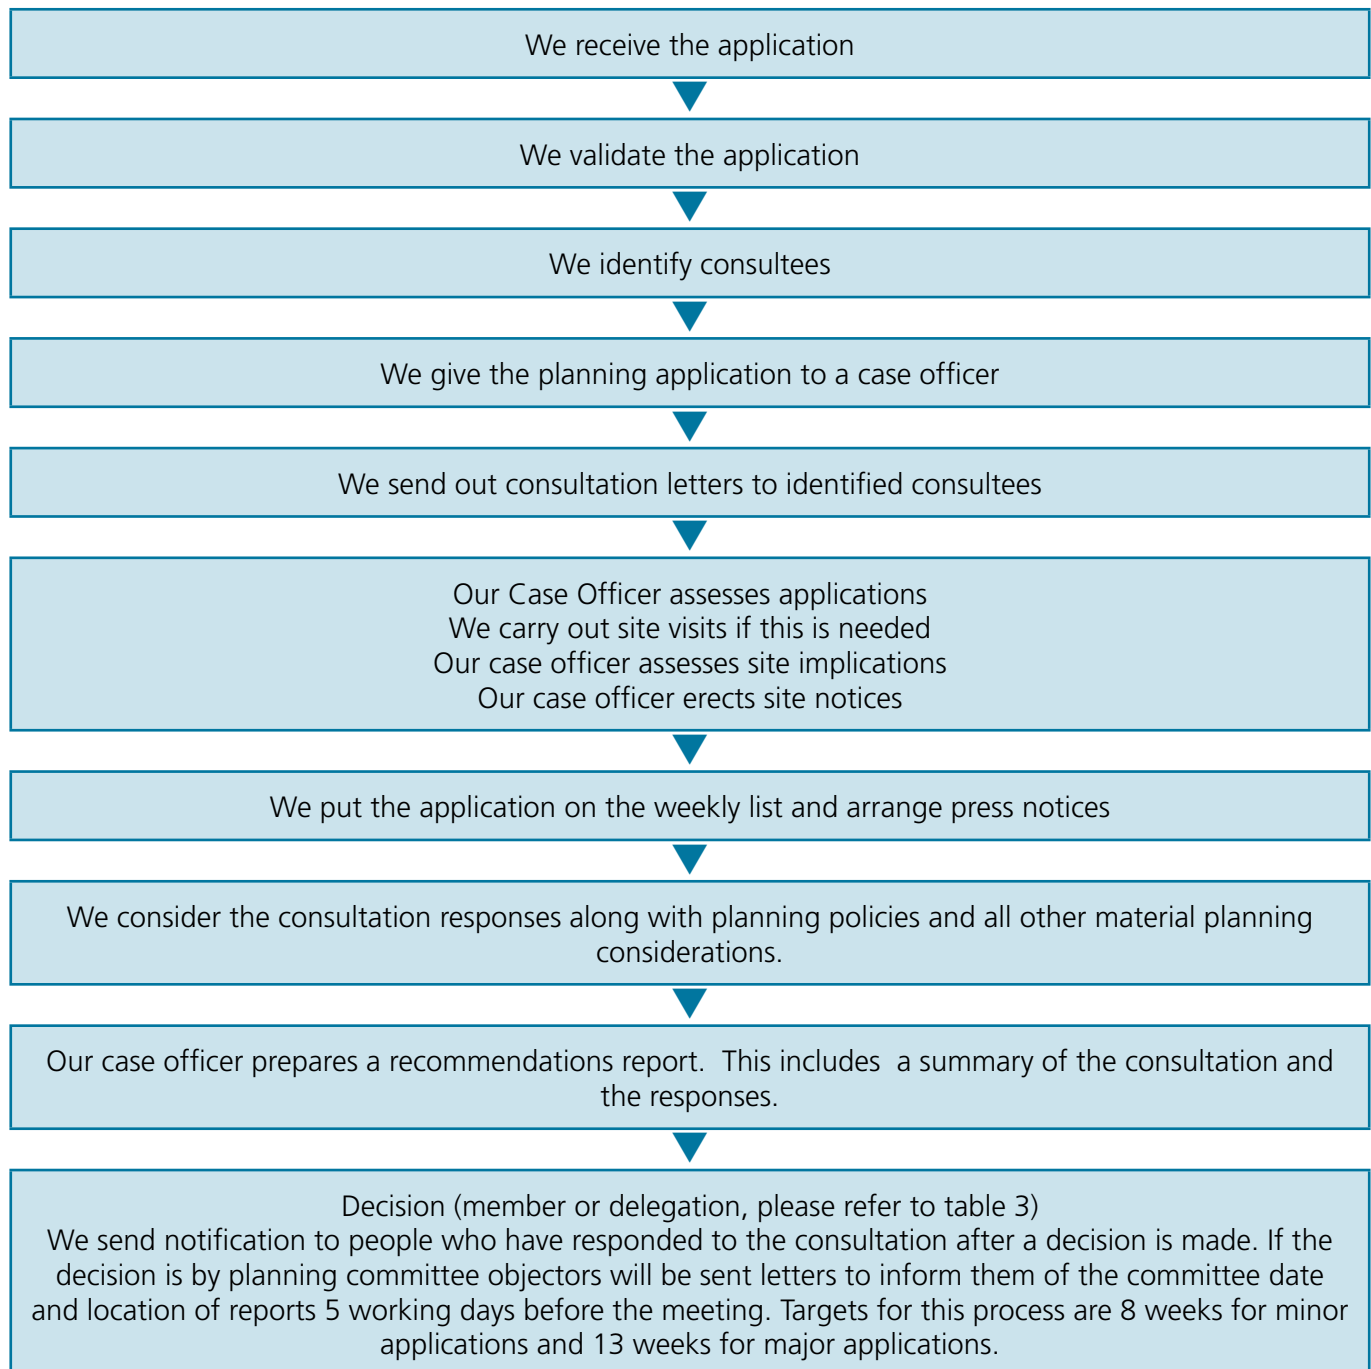 We receive the application
We validate the application
We identify consultees
We give the planning application to a case officer
We send out consultation letters to identified consultees
Our Case Officer assesses applications
We carry out site visits if this is needed
Our case officer assesses site implications
Our case officer erects site notices
We put the application on the weekly list and arrange press notices
We consider the consultation responses along with planning policies and all other material planning
considerations.
Our case officer prepares a recommendations report.  This includes  a summary of the consultation and
the responses.
Decision (member or delegation, please refer to table 3)
We send notification to people who have responded to the consultation after a decision is made. If the
decision is by planning committee objectors will be sent letters to inform them of the committee date
and location of reports 5 working days before the meeting. Targets for this process are 8 weeks for minor
applications and 13 weeks for major applications.